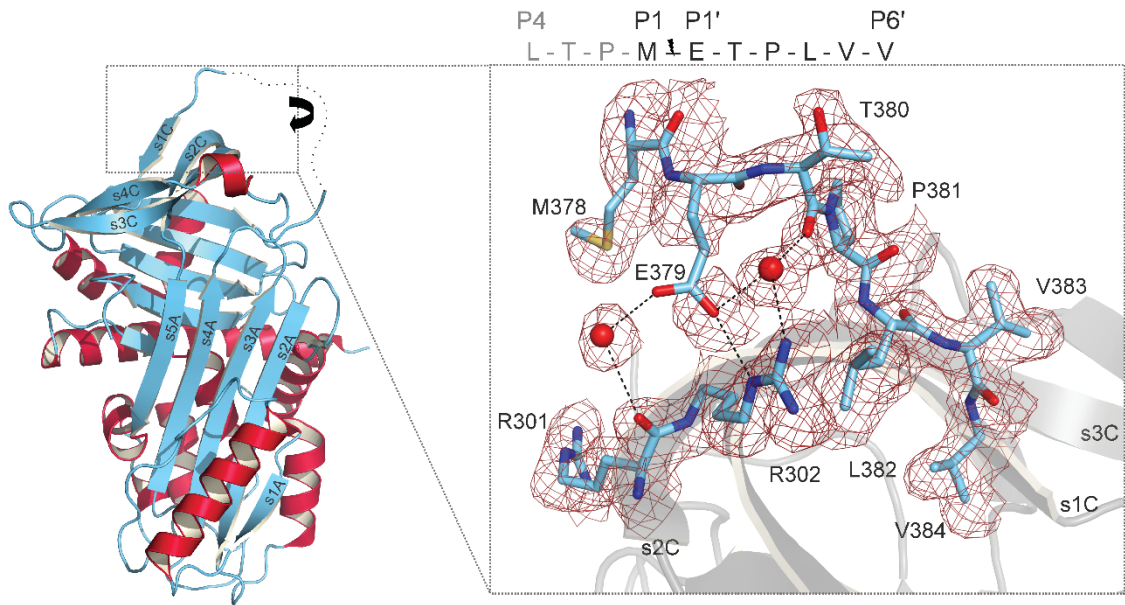 P4 P1 P1' P6'
L - T - P - M - E - T - P - L - V - V
T380
P381
M378
E379
V383
R301
R302
L382
V384
s3C
s1C
s2C
s1C
s2C
s4C
s3C
s5A
s4A
s3A
s2A
s1A